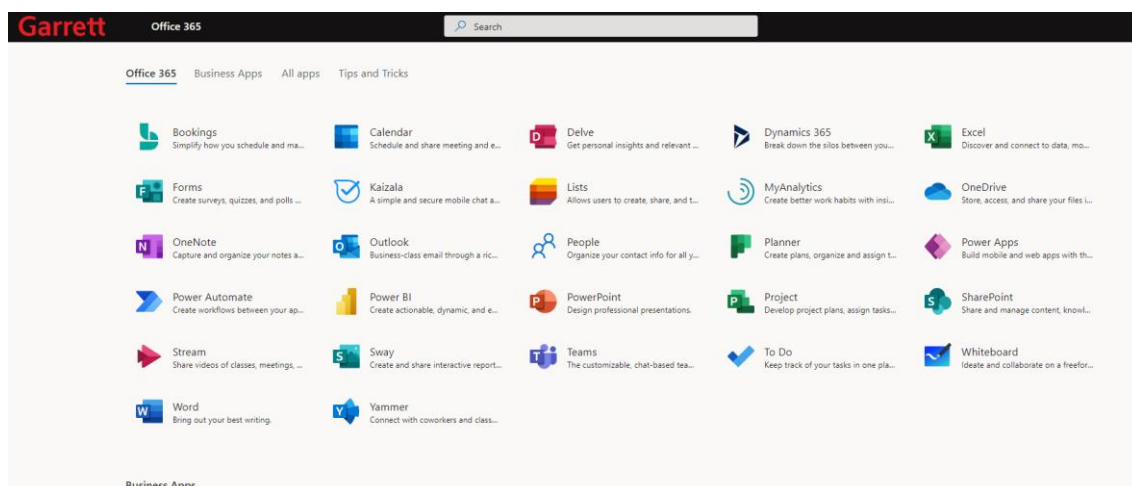 Garrett
Office 365
Search
Office 365 Business Apps All apps Tips and Tricks
Bookings
Simplify how you schedule and ma...
Calendar
Schedule and share meeting and e...
Delve
Get personal insights and relevant ...
Dynamics 365
Break down the silos between you...
Excel
Discover and connect to data, mo...
Forms
Create surveys, quizzes, and polls ...
Kaizala
A simple and secure mobile chat a...
Lists
Allows users to create, share, and t...
MyAnalytics
Create better work habits with insi...
OneDrive
Store, access, and share your files i...
OneNote
Capture and organize your notes a...
Outlook
Business-class email through a ric...
People
Organize your contact info for all y...
Planner
Create plans, organize and assign t...
Power Apps
Build mobile and web apps with th...
Power Automate
Create workflows between your ap...
Power BI
Create actionable, dynamic, and e...
PowerPoint
Design professional presentations.
Project
Develop project plans, assign tasks...
SharePoint
Share and manage content, knowl...
Stream
Share videos of classes, meetings, ...
Sway
Create and share interactive report...
Teams
The customizable, chat-based tea...
To Do
Keep track of your tasks in one pla...
Whiteboard
Ideate and collaborate on a freefor...
Word
Bring out your best writing.
Yammer
Connect with coworkers and class...
Business Apps